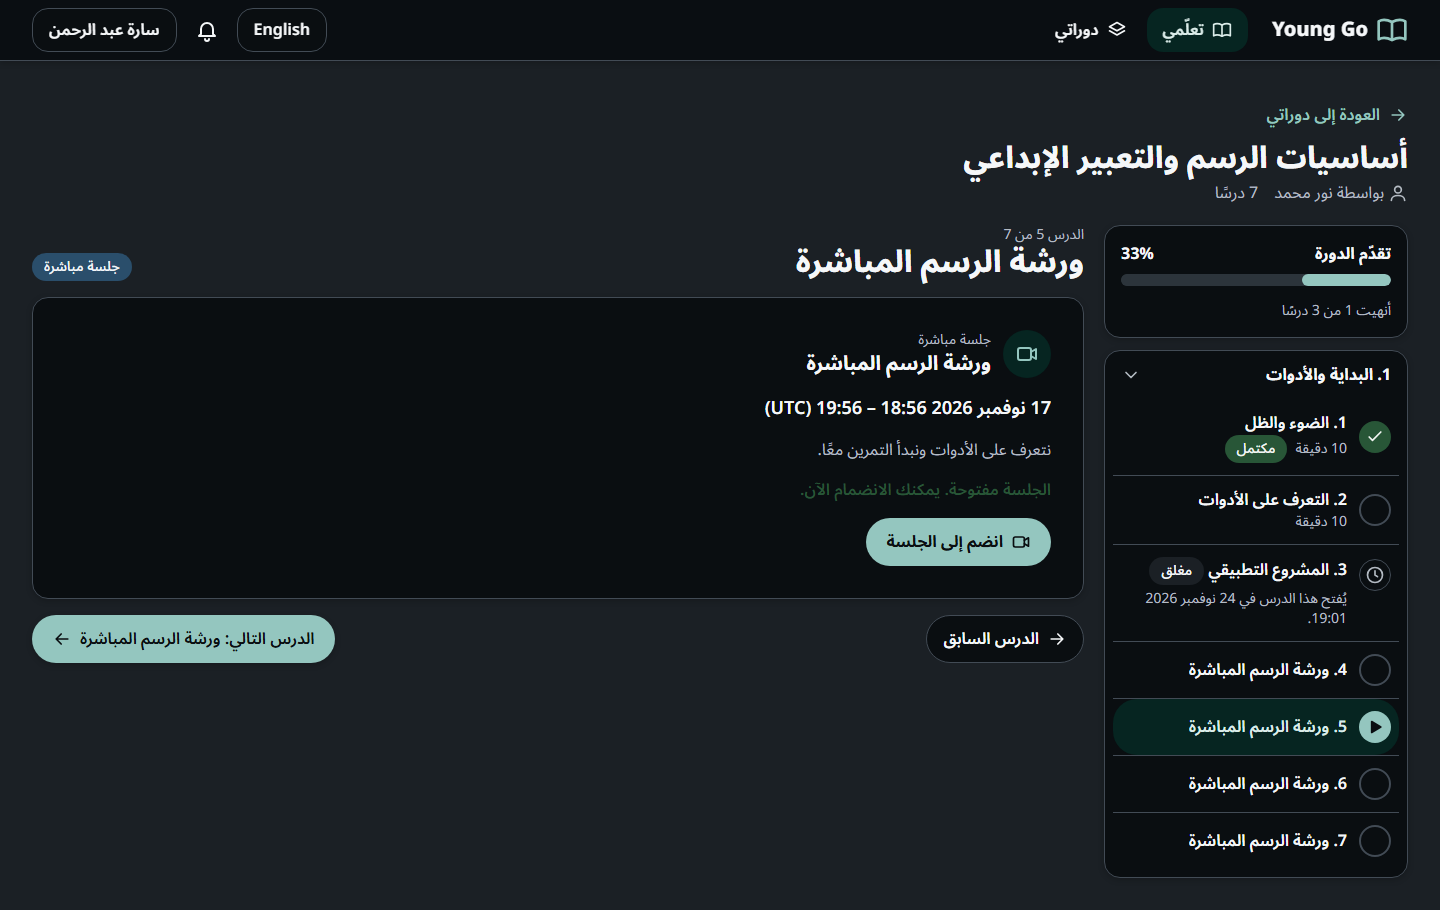 Young Go
تعلّمي
دوراتي
English
سارة عبد الرحمن
العودة إلى دوراتي
أساسيات الرسم والتعبير الإبداعي
بواسطة نور محمد
7 درسًا
تقدّم الدورة
33%
أنهيت 1 من 3 درسًا
1. البداية والأدوات
1. الضوء والظل
10 دقيقة
مكتمل
2. التعرف على الأدوات
10 دقيقة
3. المشروع التطبيقي
مغلق
يُفتح هذا الدرس في 24 نوفمبر 2026
19:01.
4. ورشة الرسم المباشرة
5. ورشة الرسم المباشرة
6. ورشة الرسم المباشرة
7. ورشة الرسم المباشرة
الدرس 5 من 7
ورشة الرسم المباشرة
جلسة مباشرة
جلسة مباشرة
ورشة الرسم المباشرة
17 نوفمبر 2026 18:56 – 19:56 (UTC)
نتعرف على الأدوات ونبدأ التمرين معًا.
الجلسة مفتوحة. يمكنك الانضمام الآن.
انضم إلى الجلسة
الدرس السابق
الدرس التالي: ورشة الرسم المباشرة